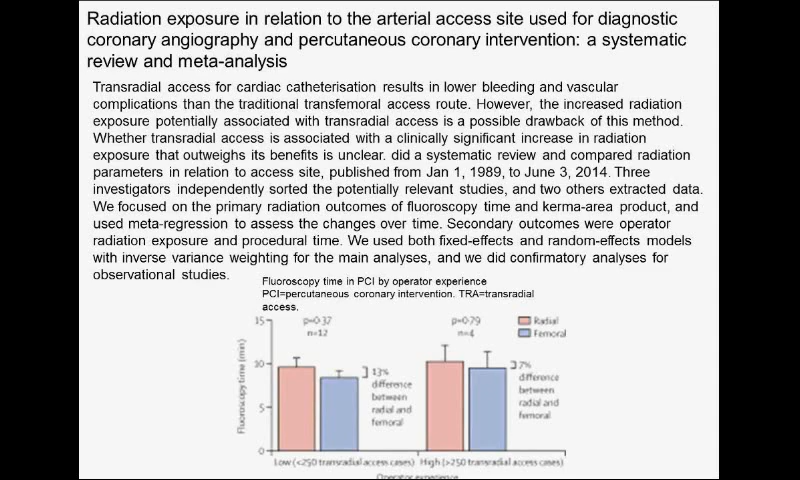 Radiation exposure in relation to the arterial access site used for diagnostic
coronary angiography and percutaneous coronary intervention: a systematic
review and meta-analysis
Transradial access for cardiac catheterisation results in lower bleeding and vascular
complications than the traditional transfemoral access route. However, the increased radiation
exposure potentially associated with transradial access is a possible drawback of this method.
Whether transradial access is associated with a clinically significant increase in radiation
exposure that outweighs its benefits is unclear. did a systematic review and compared radiation
parameters in relation to access site, published from Jan 1, 1989, to June 3, 2014. Three
investigators independently sorted the potentially relevant studies, and two others extracted data.
We focused on the primary radiation outcomes of fluoroscopy time and kerma-area product, and
used meta-regression to assess the changes over time. Secondary outcomes were operator
radiation exposure and procedural time. We used both fixed-effects and random-effects models
with inverse variance weighting for the main analyses, and we did confirmatory analyses for
observational studies.
Fluoroscopy time in PCI by operator experience
PCI=percutaneous coronary intervention. TRA=transradial
access.
Fluoroscopy time (min)
15
10
5
0
p=0·37
n=12
13%
difference
between
radial and
femoral
p=0·79
n=4
7%
difference
between
radial and
femoral
Radial
Femoral
Low (<250 transradial access cases)
High (>250 transradial access cases)
Operator experience